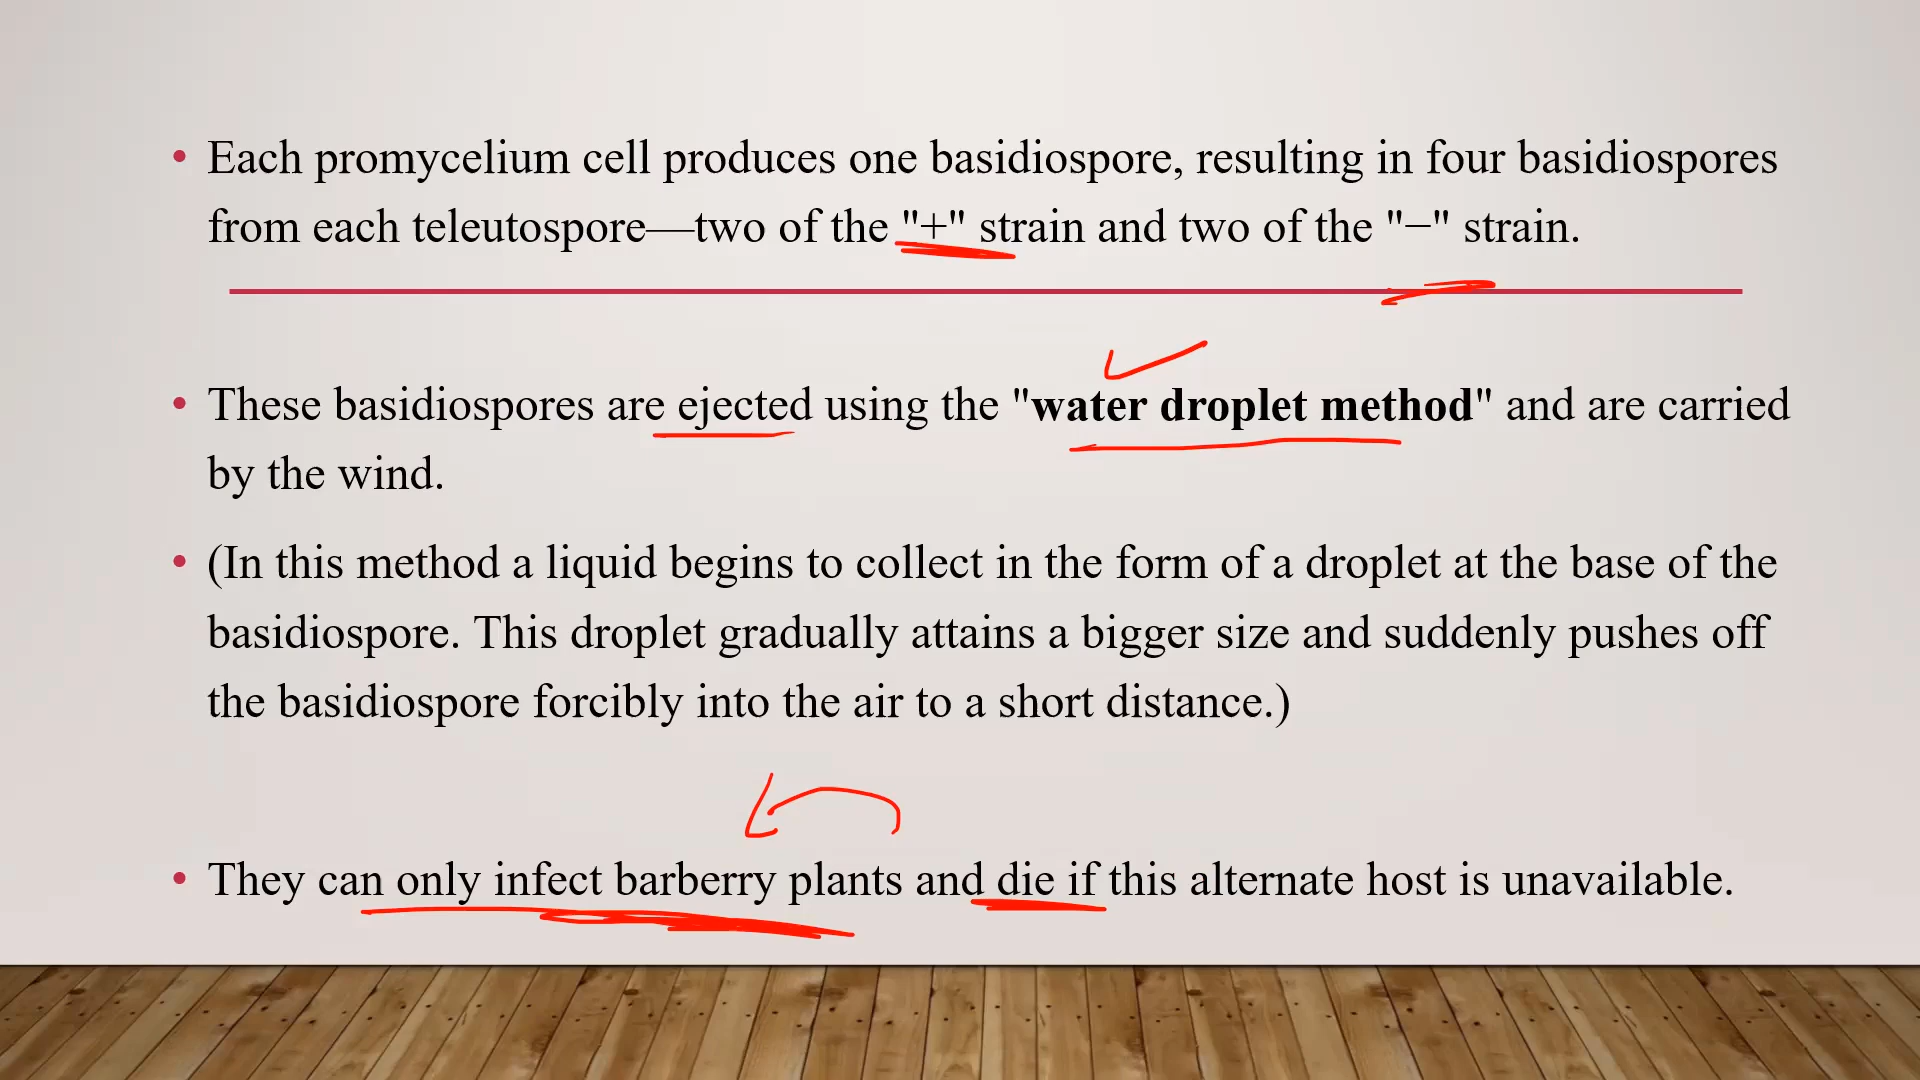 • Each promycelium cell produces one basidiospore, resulting in four basidiospores
from each teleutospore—two of the "+" strain and two of the "−" strain.
• These basidiospores are ejected using the "water droplet method" and are carried
by the wind.
• (In this method a liquid begins to collect in the form of a droplet at the base of the
basidiospore. This droplet gradually attains a bigger size and suddenly pushes off
the basidiospore forcibly into the air to a short distance.)
• They can only infect barberry plants and die if this alternate host is unavailable.